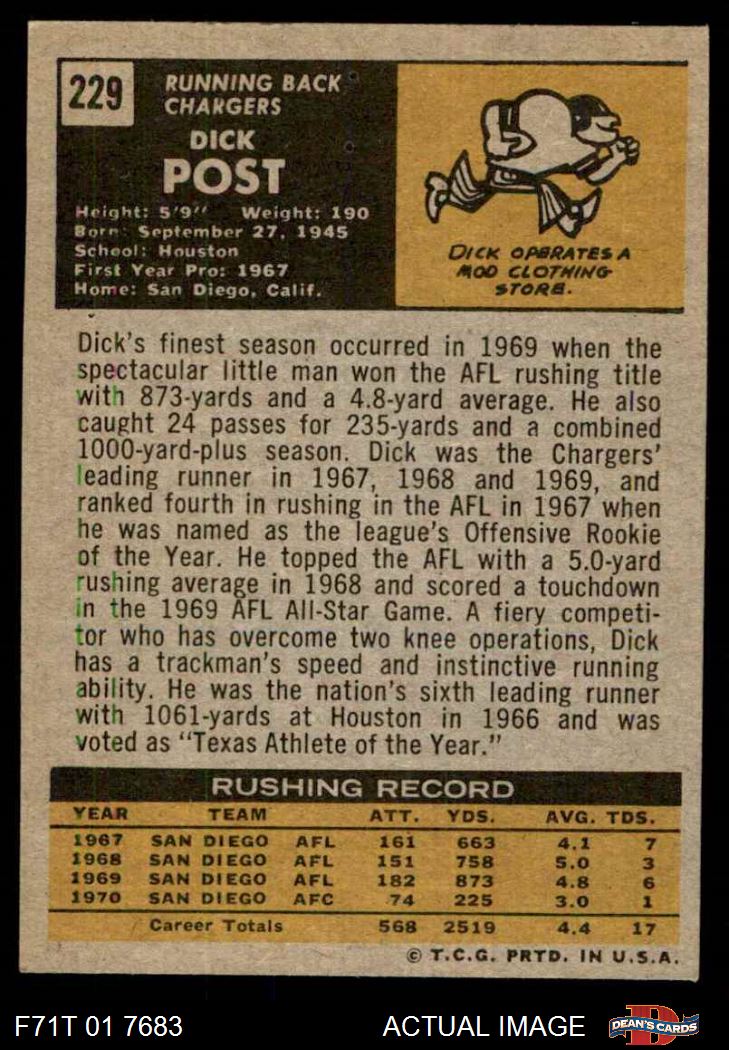 229
RUNNING BACK
CHARGERS
DICK
POST
Height: 5'9" Weight: 190
Born: September 27, 1945
School: Houston
First Year Pro: 1967
Home: San Diego, Calif.
DICK OPERATES A
MOD CLOTHING
STORE.
Dick's finest season occurred in 1969 when the
spectacular little man won the AFL rushing title
with 873-yards and a 4.8-yard average. He also
caught 24 passes for 235-yards and a combined
1000-yard-plus season. Dick was the Chargers'
leading runner in 1967, 1968 and 1969, and
ranked fourth in rushing in the AFL in 1967 when
he was named as the league's Offensive Rookie
of the Year. He topped the AFL with a 5.0-yard
rushing average in 1968 and scored a touchdown
in the 1969 AFL All-Star Game. A fiery competi-
tor who has overcome two knee operations, Dick
has a trackman's speed and instinctive running
ability. He was the nation's sixth leading runner
with 1061-yards at Houston in 1966 and was
voted as "Texas Athlete of the Year."
RUSHING RECORD
YEAR TEAM ATT. YDS. AVG. TDS.
1967 SAN DIEGO AFL 161 663 4.1 7
1968 SAN DIEGO AFL 151 758 5.0 3
1969 SAN DIEGO AFL 182 873 4.8 6
1970 SAN DIEGO AFC 74 225 3.0 1
Career Totals 568 2519 4.4 17
© T.C.G. PRTD. IN U.S.A.
F71T 01 7683 ACTUAL IMAGE D DEAN'S CARDS